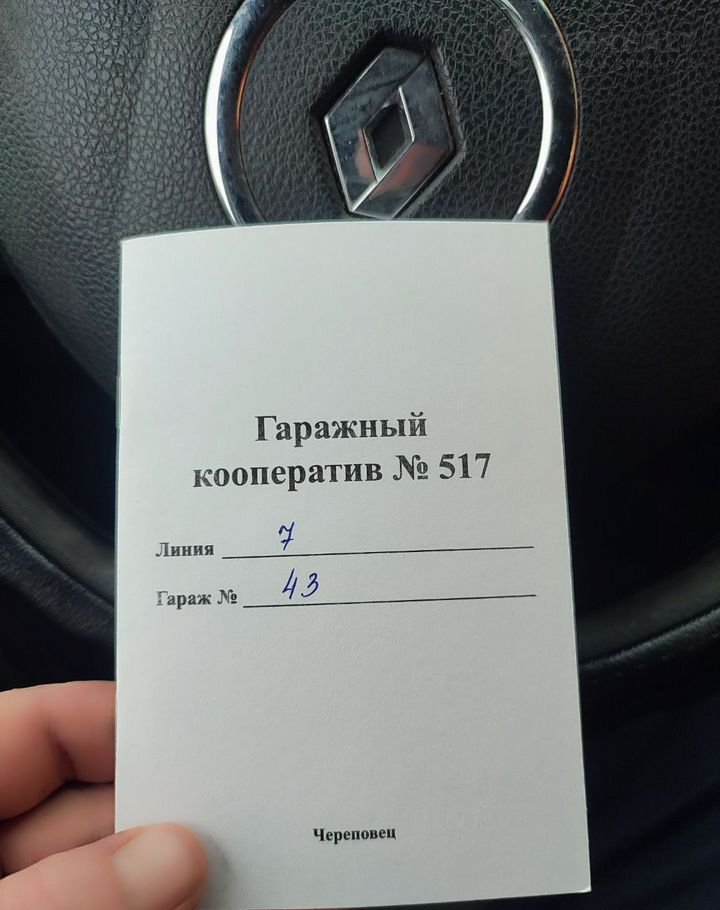 Гаражный
кооператив № 517
Линия 7
Гараж № 43
Череповец